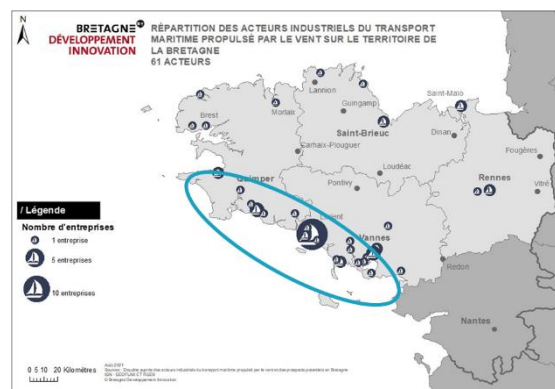 N
BRETAGNE
DÉVELOPPEMENT
INNOVATION
RÉPARTITION DES ACTEURS INDUSTRIELS DU TRANSPORT
MARITIME PROPULSÉ PAR LE VENT SUR LE TERRITOIRE DE
LA BRETAGNE
61 ACTEURS
Lannion
Saint-Malo
Morlaix
Guingamp
Brest
Saint-Brieuc
Dinan
Carhaix-Plouguer
Fougères
Loudéac
Quimper
Rennes
Vitré
Pontivy
Lorient
Vannes
Redon
Nantes
/ Légende
Nombre d'entreprises
1 entreprise
5 entreprises
10 entreprises
0 5 10 20 Kilomètres
© Bretagne Développement Innovation